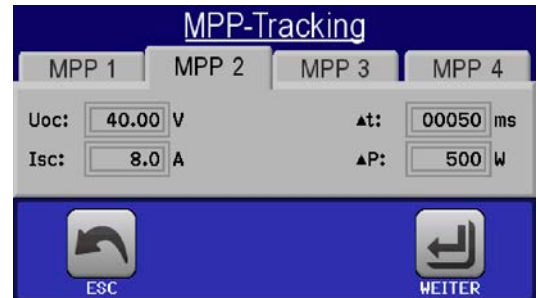 MPP-Tracking
MPP 1 MPP 2 MPP 3 MPP 4
Uoc: 40.00 V ▲t: 00050 ms
Isc: 8.0 A ▲P: 500 W
ESC WEITER